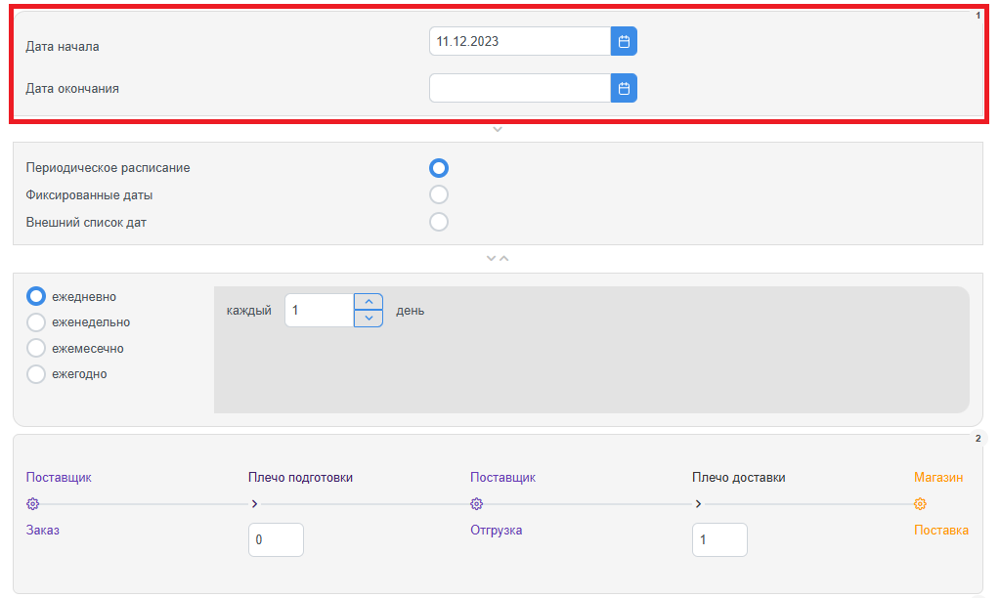 1
Дата начала 11.12.2023
Дата окончания
Периодическое расписание
Фиксированные даты
Внешний список дат
ежедневно
каждый 1 день
еженедельно
ежемесечно
ежегодно
2
Поставщик Плечо подготовки Поставщик Плечо доставки Магазин
Заказ 0 Отгрузка 1 Поставка